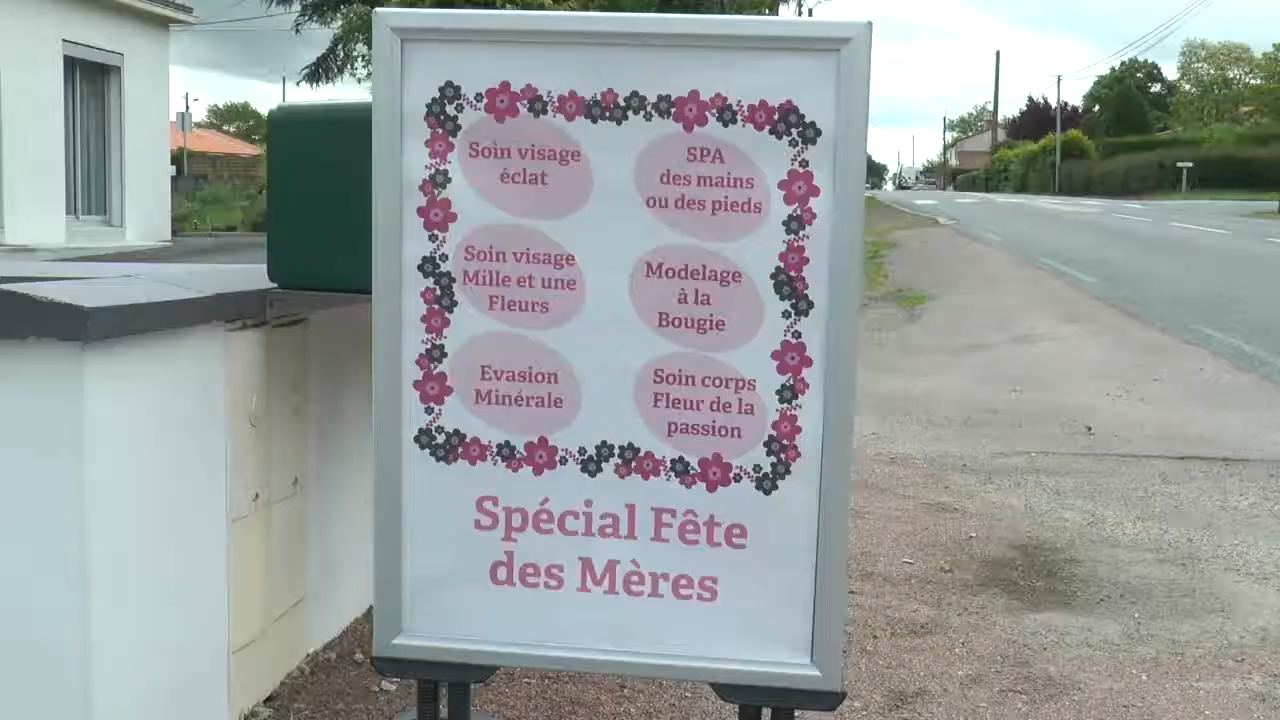 Soin visage
éclat
SPA
des mains
ou des pieds
Soin visage
Mille et une
Fleurs
Modelage
à la
Bougie
Evasion
Minérale
Soin corps
Fleur de la
passion
Spécial Fête
des Mères